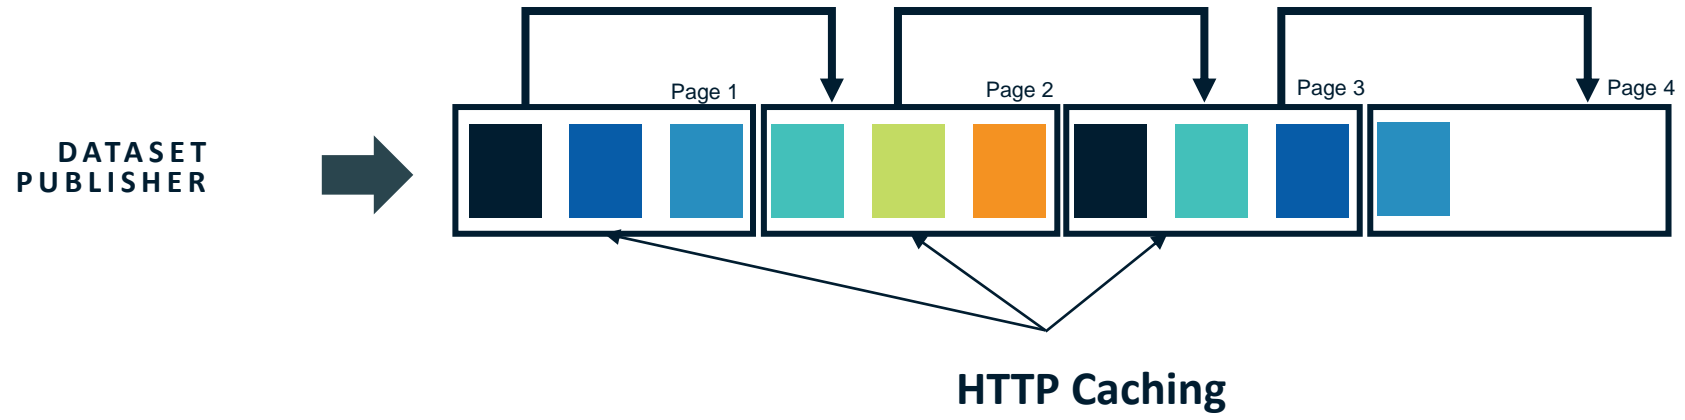 Page 1
Page 2
Page 3
Page 4
DATASET
PUBLISHER
HTTP Caching